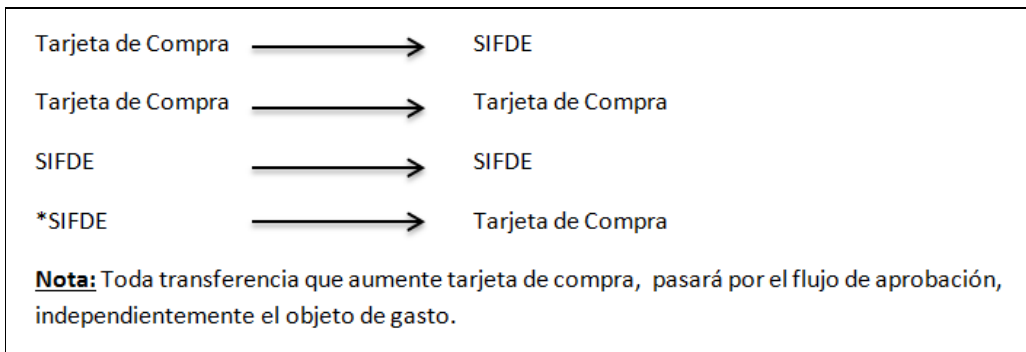 Tarjeta de Compra SIFDE
Tarjeta de Compra Tarjeta de Compra
SIFDE SIFDE
*SIFDE Tarjeta de Compra
Nota: Toda transferencia que aumente tarjeta de compra, pasará por el flujo de aprobación,
independientemente el objeto de gasto.